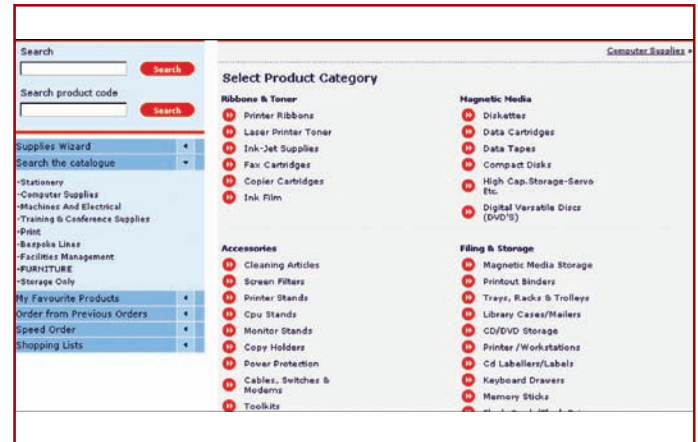 Search
Search
Search product code
Search
Supplies Wizard
Search the catalogue
-Stationery
-Computer Supplies
-Machines And Electrical
-Training & Conference Supplies
-Print
-Bespoke Lines
-Facilities Management
-FURNITURE
-Storage Only
My Favourite Products
Order from Previous Orders
Speed Order
Shopping Lists
Computer Supplies
Select Product Category
Ribbons & Toner
Printer Ribbons
Laser Printer Toner
Ink-Jet Supplies
Fax Cartridges
Copier Cartridges
Ink Film
Magnetic Media
Diskettes
Data Cartridges
Data Tapes
Compact Disks
High Cap.Storage-Servo
Etc.
Digital Versatile Discs
(DVD'S)
Accessories
Cleaning Articles
Screen Filters
Printer Stands
Cpu Stands
Monitor Stands
Copy Holders
Power Protection
Cables, Switches &
Modems
Toolkits
Filing & Storage
Magnetic Media Storage
Printout Binders
Trays, Racks & Trolleys
Library Cases/Mailers
CD/DVD Storage
Printer /Workstations
Cd Labellers/Labels
Keyboard Drawers
Memory Sticks